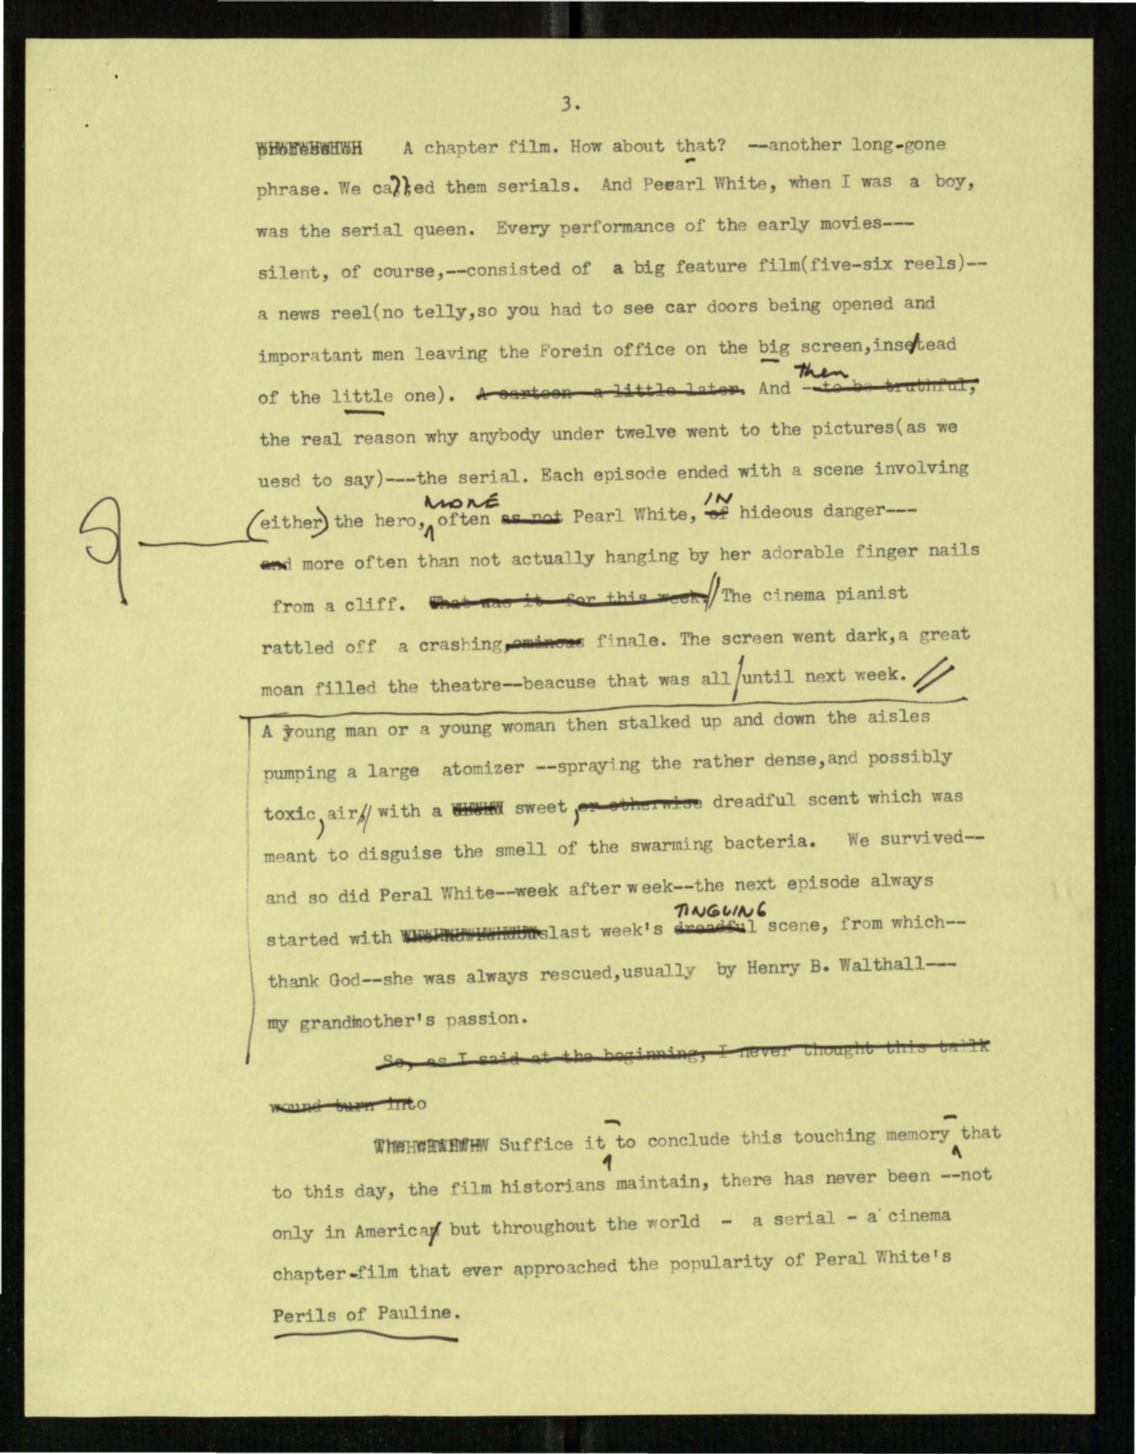 3.
profession A chapter film. How about that? --another long-gone
phrase. We called them serials. And Peearl White, when I was a boy,
was the serial queen. Every performance of the early movies---
silent, of course,--consisted of a big feature film(five-six reels)--
a news reel(no telly,so you had to see car doors being opened and
imporatant men leaving the Forein office on the big screen,instead
then
of the little one). A cartoon a little later. And --to be truthful,
the real reason why anybody under twelve went to the pictures(as we
uesd to say)---the serial. Each episode ended with a scene involving
MORE IN
(either) the hero, often as not Pearl White, of hideous danger---
and more often than not actually hanging by her adorable finger nails
from a cliff. That was it for this week. The cinema pianist
rattled off a crashing,ominous finale. The screen went dark,a great
moan filled the theatre--beacuse that was all until next week. //
A young man or a young woman then stalked up and down the aisles
pumping a large atomizer --spraying the rather dense,and possibly
toxic, air with a sweet, or otherwise dreadful scent which was
meant to disguise the smell of the swarming bacteria. We survived--
and so did Peral White--week after week--the next episode always
TINGLING
started with last week's dreadful scene, from which--
thank God--she was always rescued,usually by Henry B. Walthall---
my grandmother's passion.
So, as I said at the beginning, I never thought this tallk
wound turn into
Suffice it to conclude this touching memory that
to this day, the film historians maintain, there has never been --not
only in America, but throughout the world - a serial - a cinema
chapter-film that ever approached the popularity of Peral White's
Perils of Pauline.